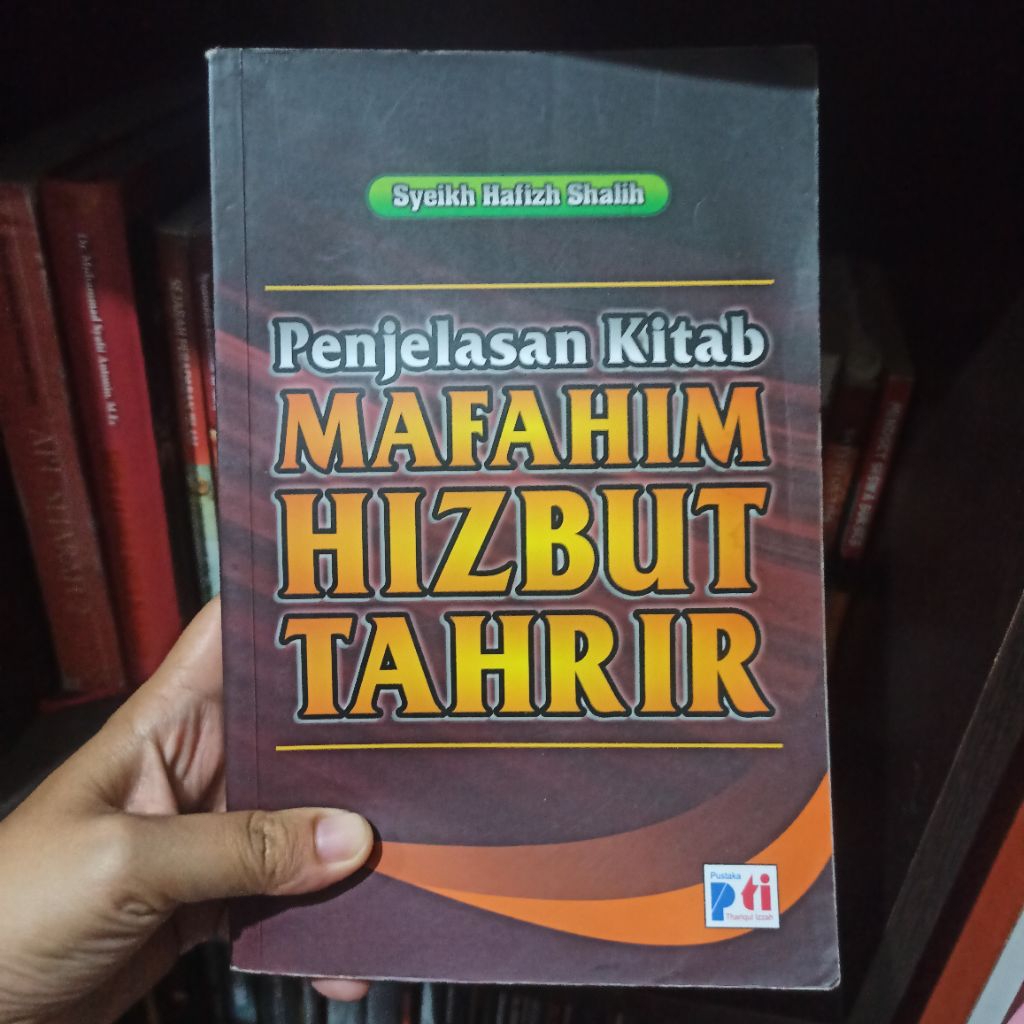 Syeikh Hafizh Shalih
Penjelasan Kitab
MAFAHIM
HIZBUT
TAHRIR
Pustaka
pti
Thariqul Izzah